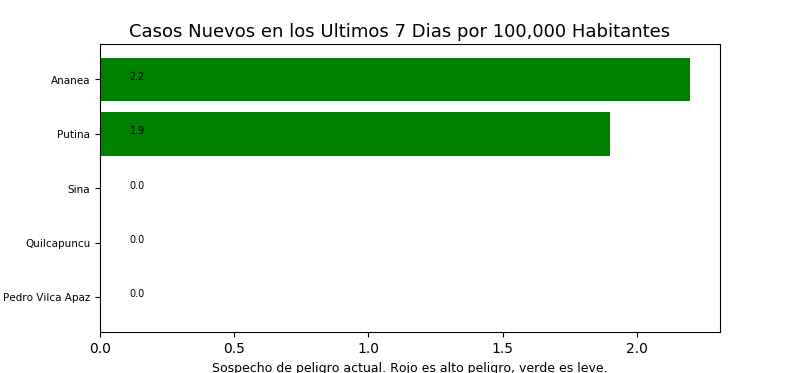 Casos Nuevos en los Ultimos 7 Dias por 100,000 Habitantes
Ananea 2.2
Putina 1.9
Sina 0.0
Quilcapuncu 0.0
Pedro Vilca Apaz 0.0
0.0 0.5 1.0 1.5 2.0
Sospecho de peligro actual. Rojo es alto peligro, verde es leve.